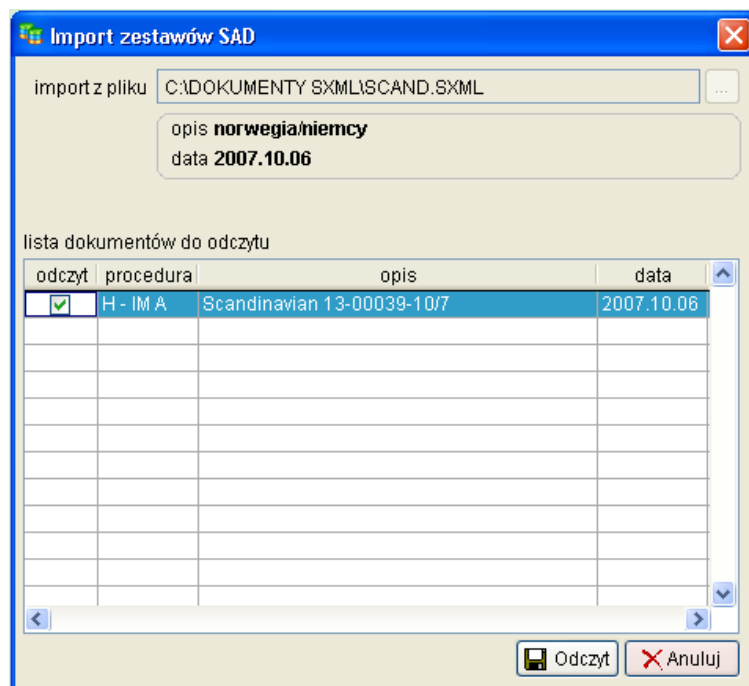 Import zestawów SAD
import z pliku C:\DOKUMENTY SXML\SCAND.SXML ...
opis norwegia/niemcy
data 2007.10.06
lista dokumentów do odczytu
odczyt procedura opis data
H - IM A Scandinavian 13-00039-10/7 2007.10.06
Odczyt Anuluj